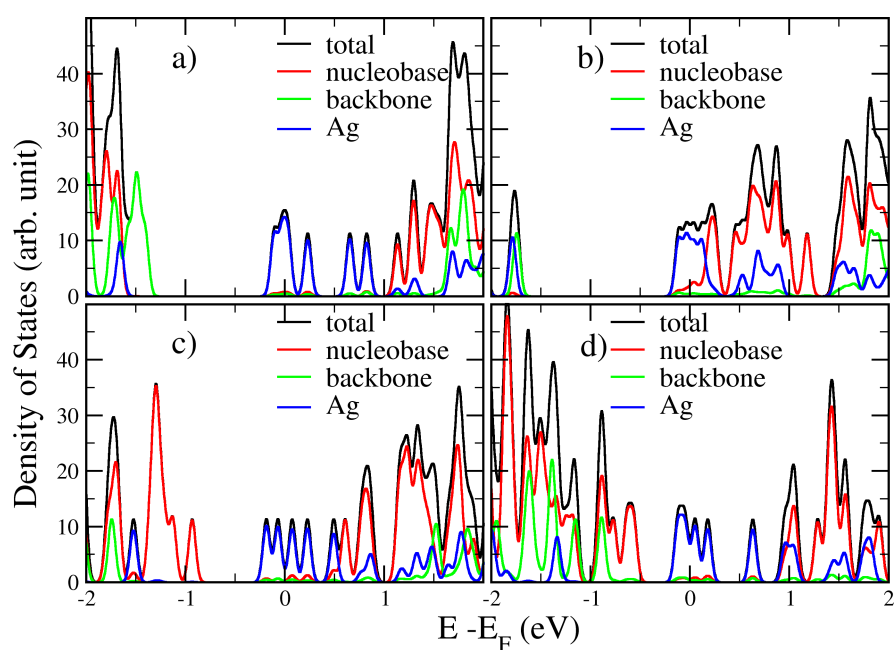 a)
total
nucleobase
backbone
Ag
b)
total
nucleobase
backbone
Ag
40
30
20
10
0
c)
total
nucleobase
backbone
Ag
d)
total
nucleobase
backbone
Ag
40
30
20
10
0
-2
-1
0
1
-2
-1
0
1
2
Density of States (arb. unit)
E -E_F (eV)